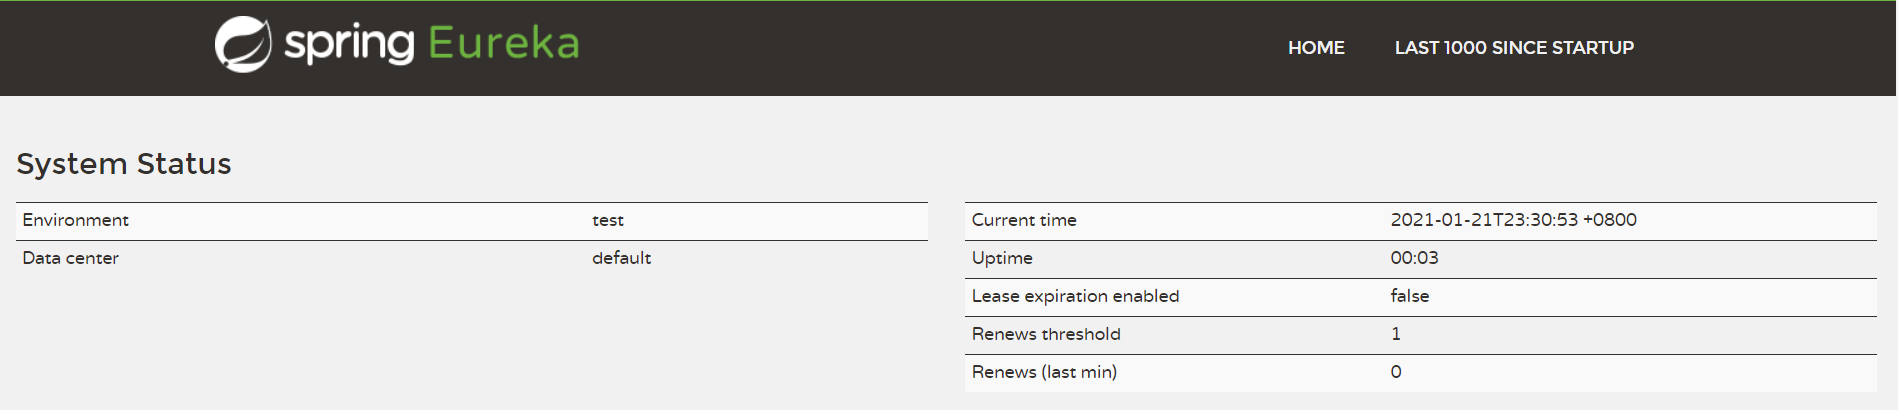 spring Eureka
HOME LAST 1000 SINCE STARTUP
System Status
Environment test
Data center default
Current time 2021-01-21T23:30:53 +0800
Uptime 00:03
Lease expiration enabled false
Renews threshold 1
Renews (last min) 0